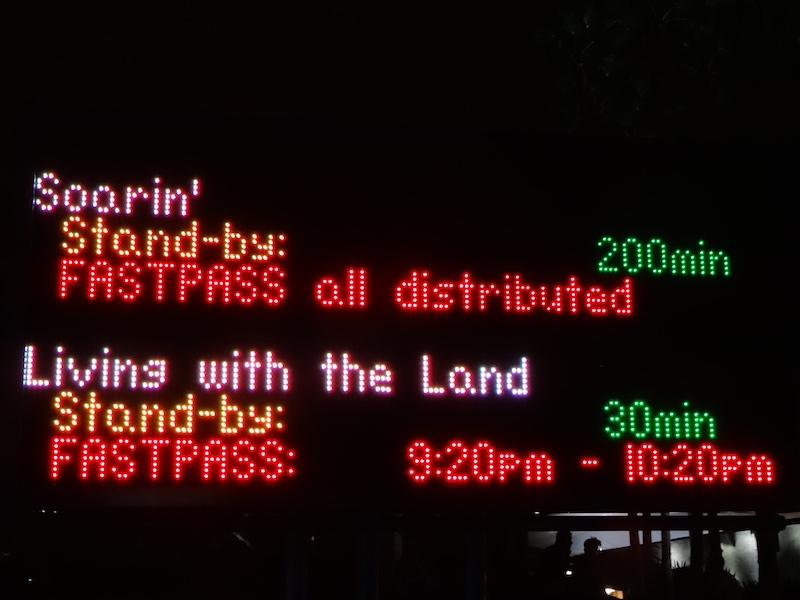 Soarin'
Stand-by: 200min
FASTPASS all distributed
Living with the Land
Stand-by: 30min
FASTPASS: 9:20pm - 10:20pm